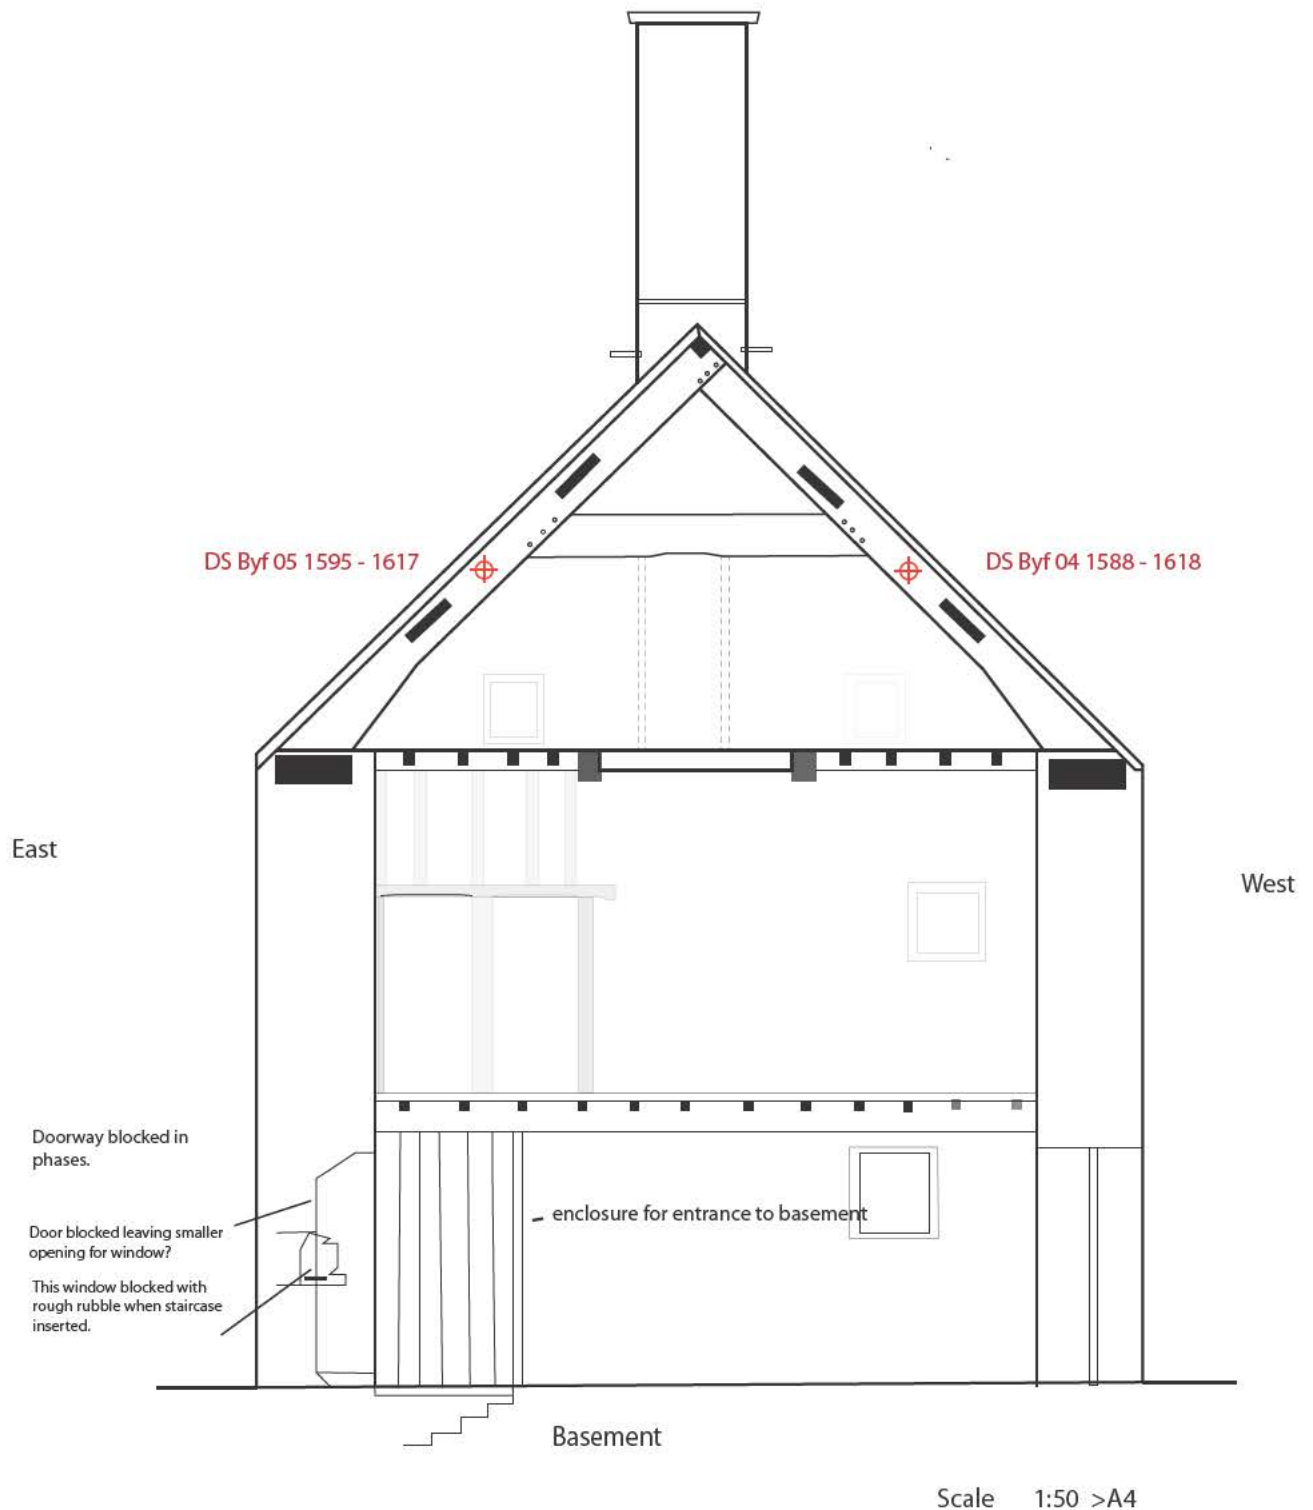 DS Byf 05 1595 - 1617
DS Byf 04 1588 - 1618
East
West
Doorway blocked in
phases.
Door blocked leaving smaller
opening for window?
This window blocked with
rough rubble when staircase
inserted.
enclosure for entrance to basement
Basement
Scale 1:50 >A4